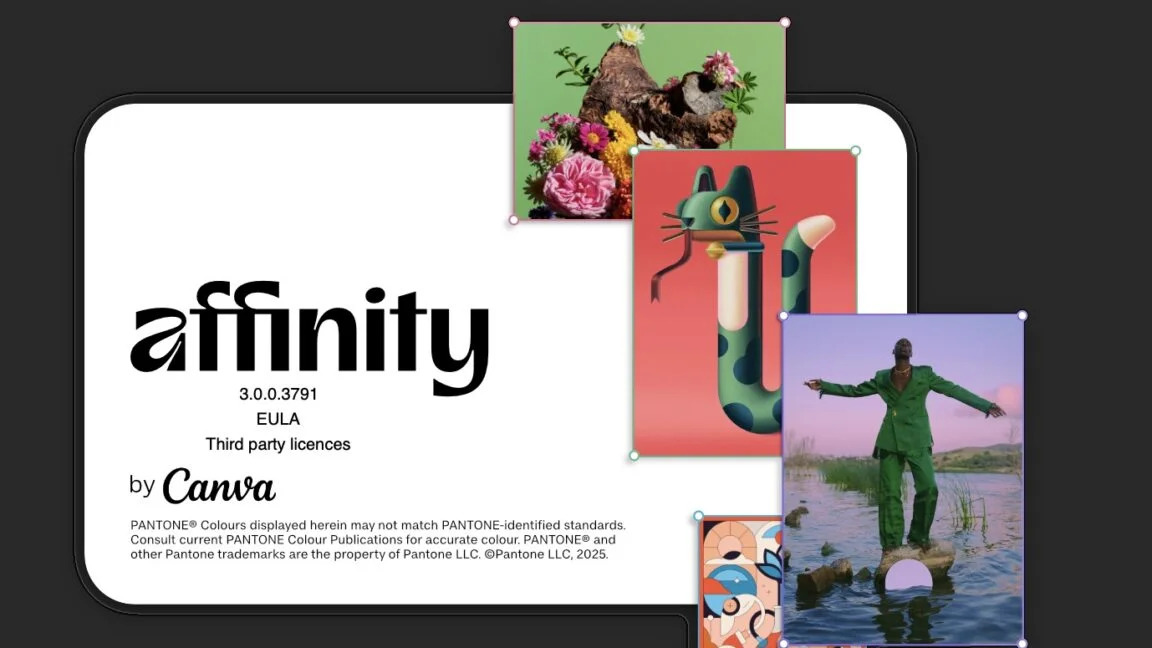 affinity
3.0.0.3791
EULA
Third party licences
by Canva
PANTONE® Colours displayed herein may not match PANTONE-identified standards.
Consult current PANTONE Colour Publications for accurate colour. PANTONE® and
other Pantone trademarks are the property of Pantone LLC. ©Pantone LLC, 2025.